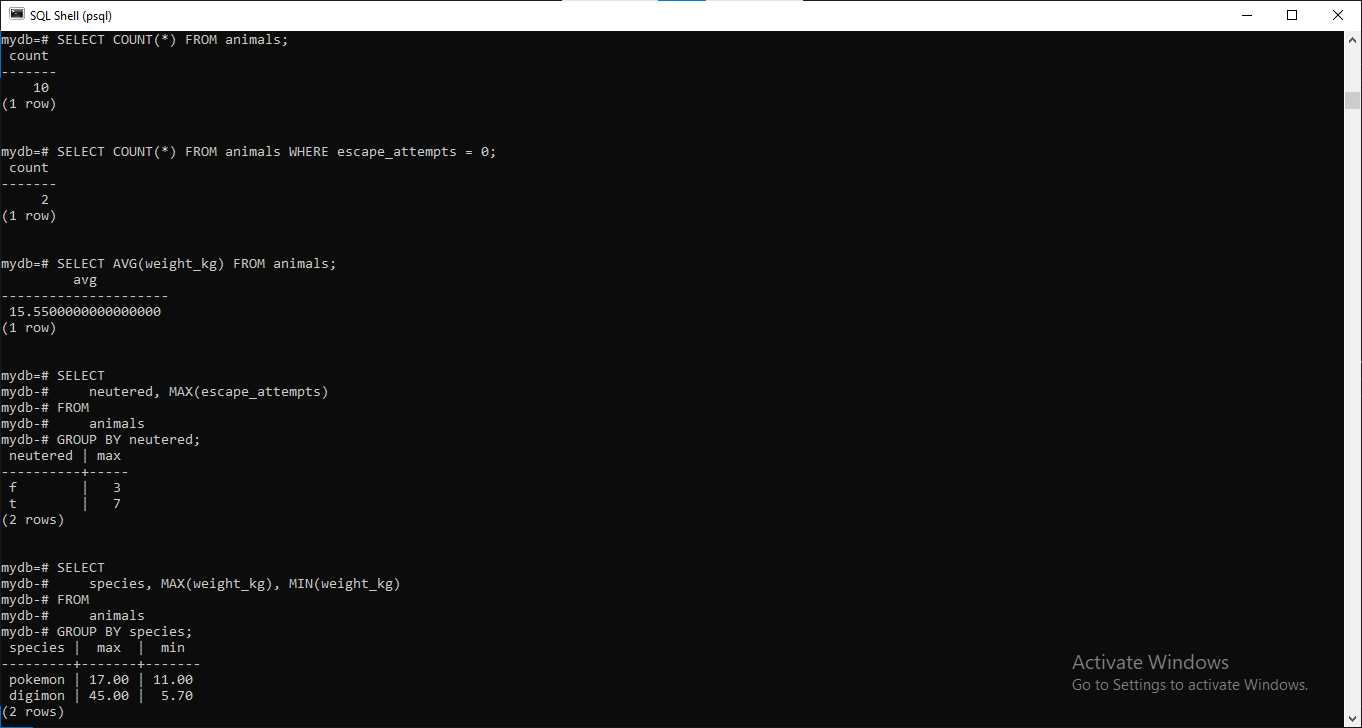 SQL Shell (psql)
mydb=# SELECT COUNT(*) FROM animals;
 count
-------
    10
(1 row)
mydb=# SELECT COUNT(*) FROM animals WHERE escape_attempts = 0;
 count
-------
     2
(1 row)
mydb=# SELECT AVG(weight_kg) FROM animals;
         avg
---------------------
 15.5500000000000000
(1 row)
mydb=# SELECT
mydb-#     neutered, MAX(escape_attempts)
mydb-# FROM
mydb-#     animals
mydb-# GROUP BY neutered;
 neutered | max
----------+-----
 f        |   3
 t        |   7
(2 rows)
mydb=# SELECT
mydb-#     species, MAX(weight_kg), MIN(weight_kg)
mydb-# FROM
mydb-#     animals
mydb-# GROUP BY species;
 species |  max  |  min
---------+-------+-------
 pokemon | 17.00 | 11.00
 digimon | 45.00 |  5.70
(2 rows)
Activate Windows
Go to Settings to activate Windows.